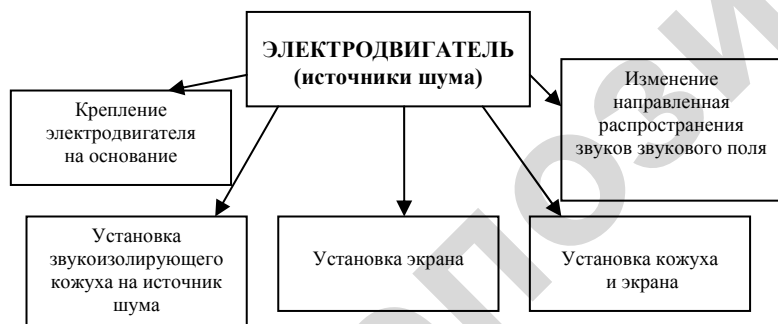 ЭЛЕКТРОДВИГАТЕЛЬ
(источники шума)
Крепление
электродвигателя
на основание
Изменение
направленная
распространения
звуков звукового поля
Установка
звукоизолирующего
кожуха на источник
шума
Установка экрана
Установка кожуха
и экрана